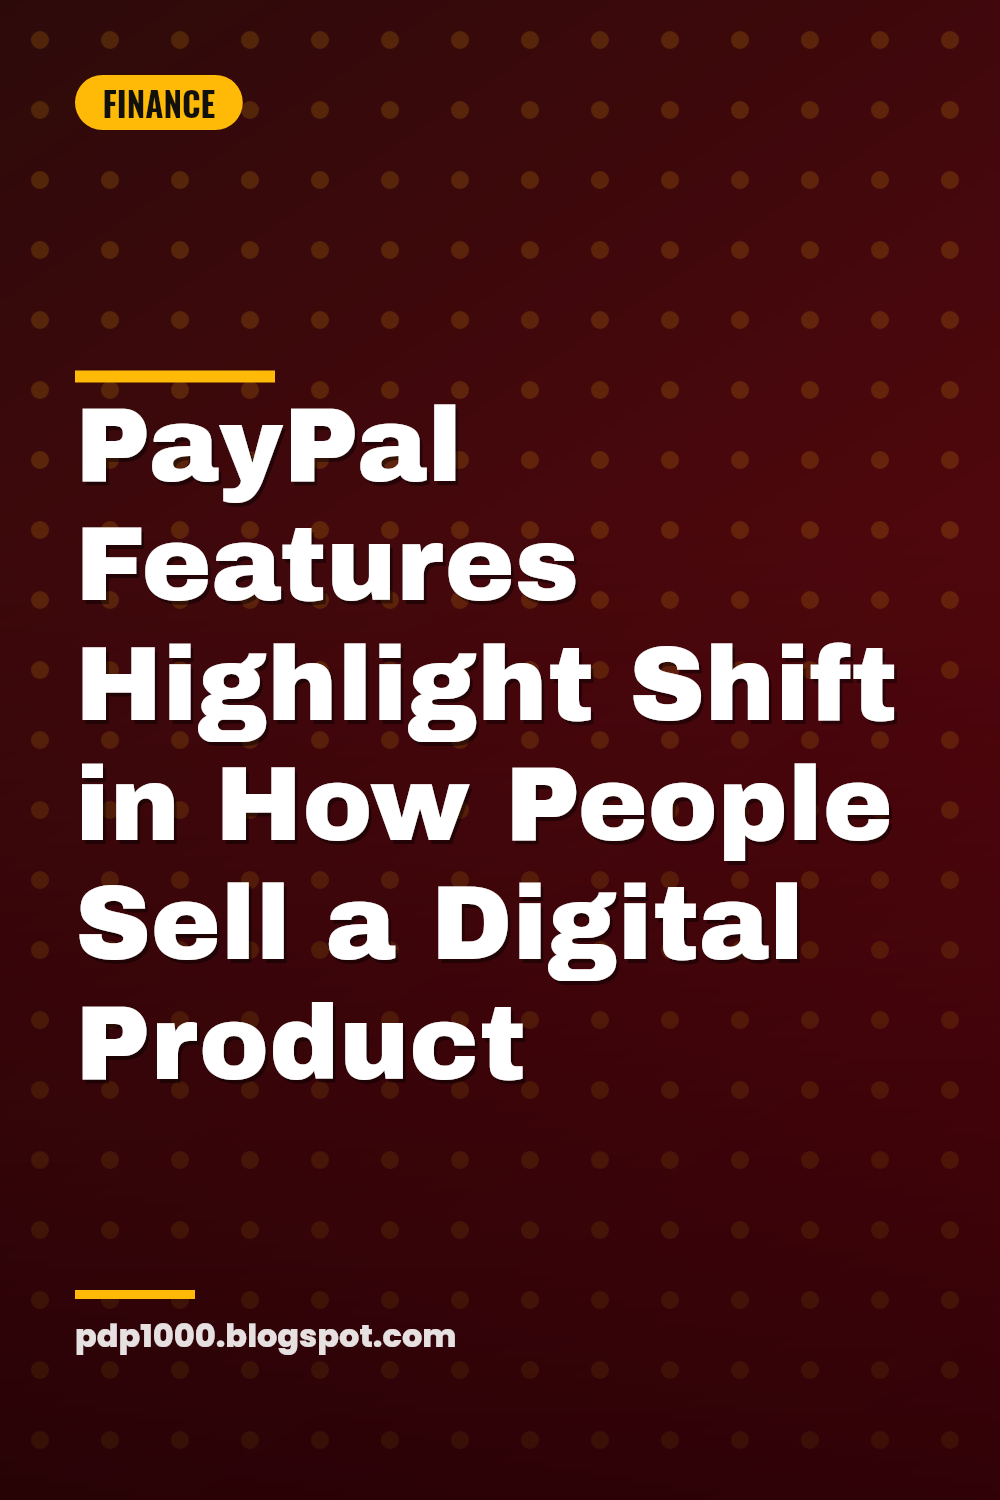 FINANCE
PayPal
Features
Highlight Shift
in How People
Sell a Digital
Product
pdp1000.blogspot.com